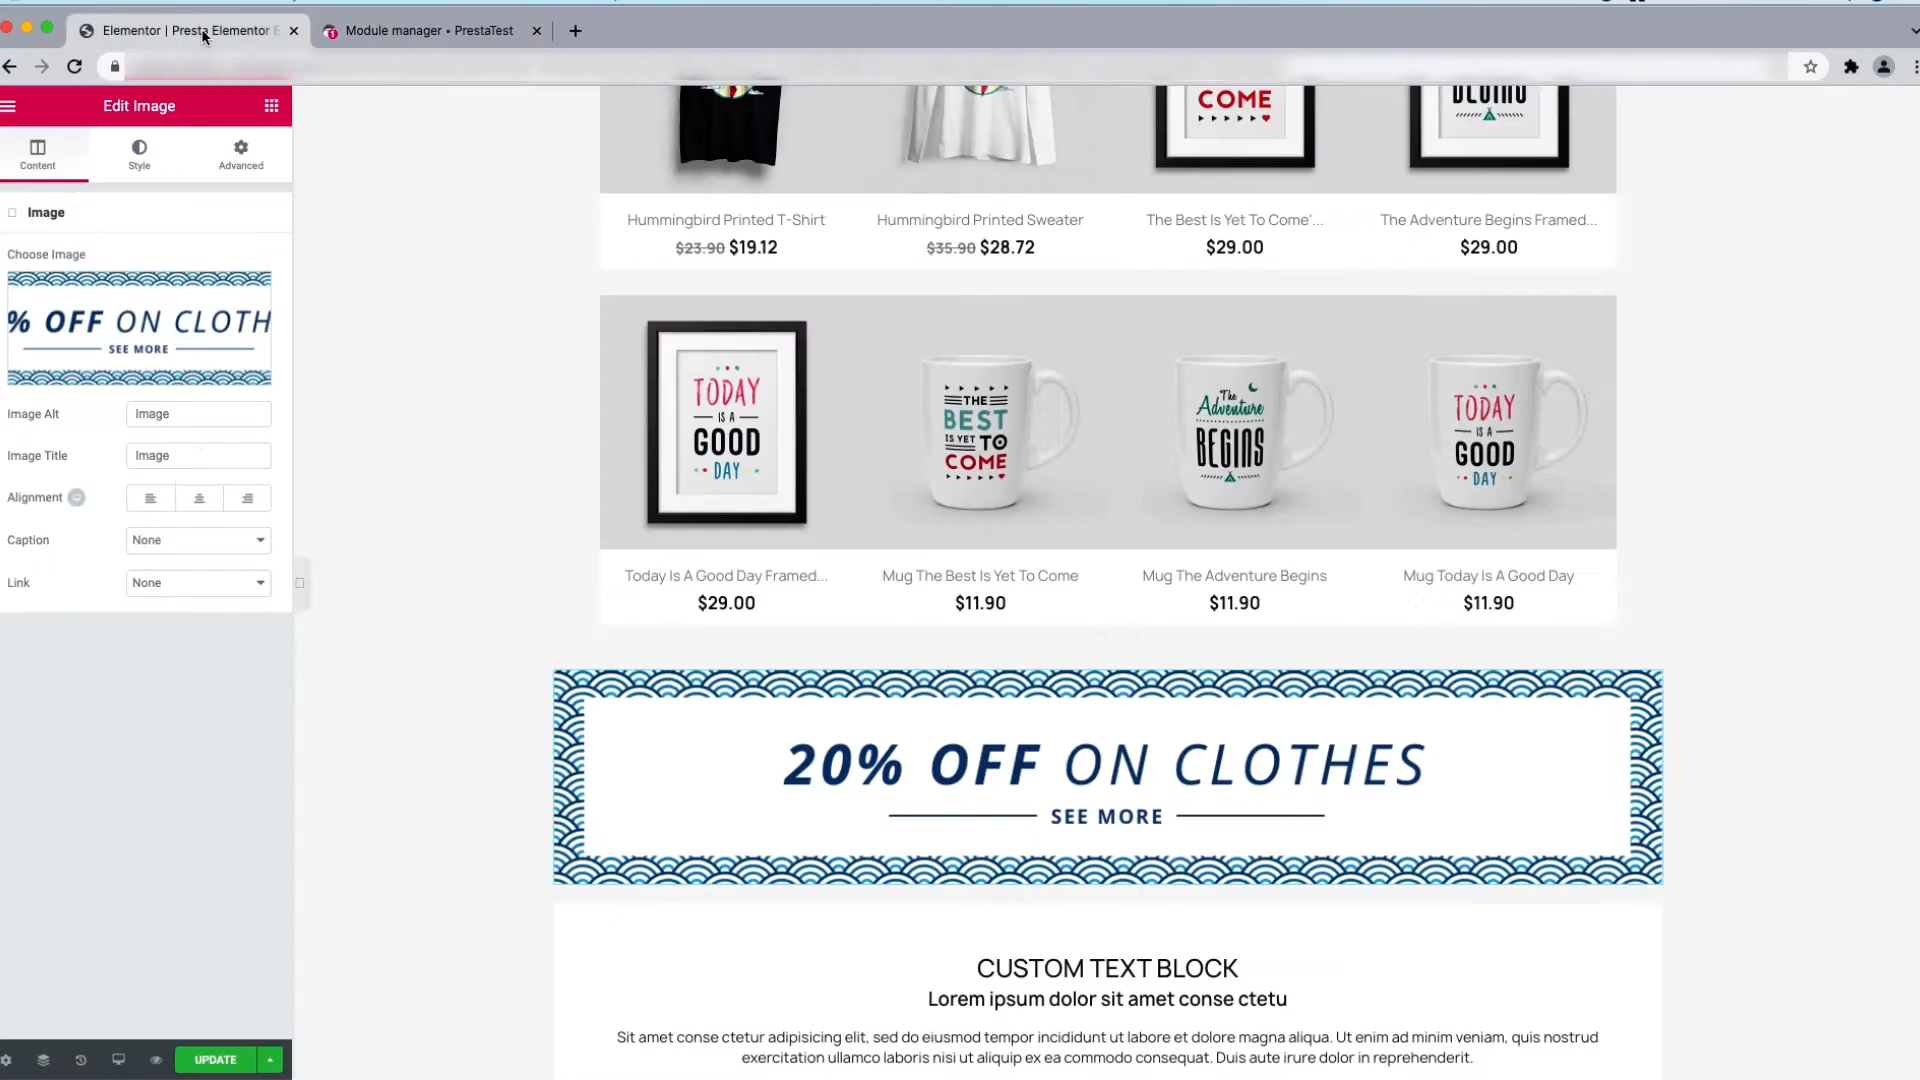 Elementor | Presta Elementor E
Module manager • PrestaTest
1
Edit Image
Content
Style
Advanced
Image
Choose Image
% OFF ON CLOTH
SEE MORE
Image Alt
Image
Image Title
Image
Alignment
Caption
None
Link
None
UPDATE
COME
BEGINS
Hummingbird Printed T-Shirt
$23.90 $19.12
Hummingbird Printed Sweater
$35.90 $28.72
The Best Is Yet To Come'...
$29.00
The Adventure Begins Framed...
$29.00
TODAY
IS A
GOOD
DAY
THE
BEST
IS YET TO
COME
The
Adventure
BEGINS
TODAY
IS A
GOOD
DAY
Today Is A Good Day Framed...
$29.00
Mug The Best Is Yet To Come
$11.90
Mug The Adventure Begins
$11.90
Mug Today Is A Good Day
$11.90
20% OFF ON CLOTHES
SEE MORE
CUSTOM TEXT BLOCK
Lorem ipsum dolor sit amet conse ctetu
Sit amet conse ctetur adipisicing elit, sed do eiusmod tempor incididunt ut labore et dolore magna aliqua. Ut enim ad minim veniam, quis nostrud
exercitation ullamco laboris nisi ut aliquip ex ea commodo consequat. Duis aute irure dolor in reprehenderit.